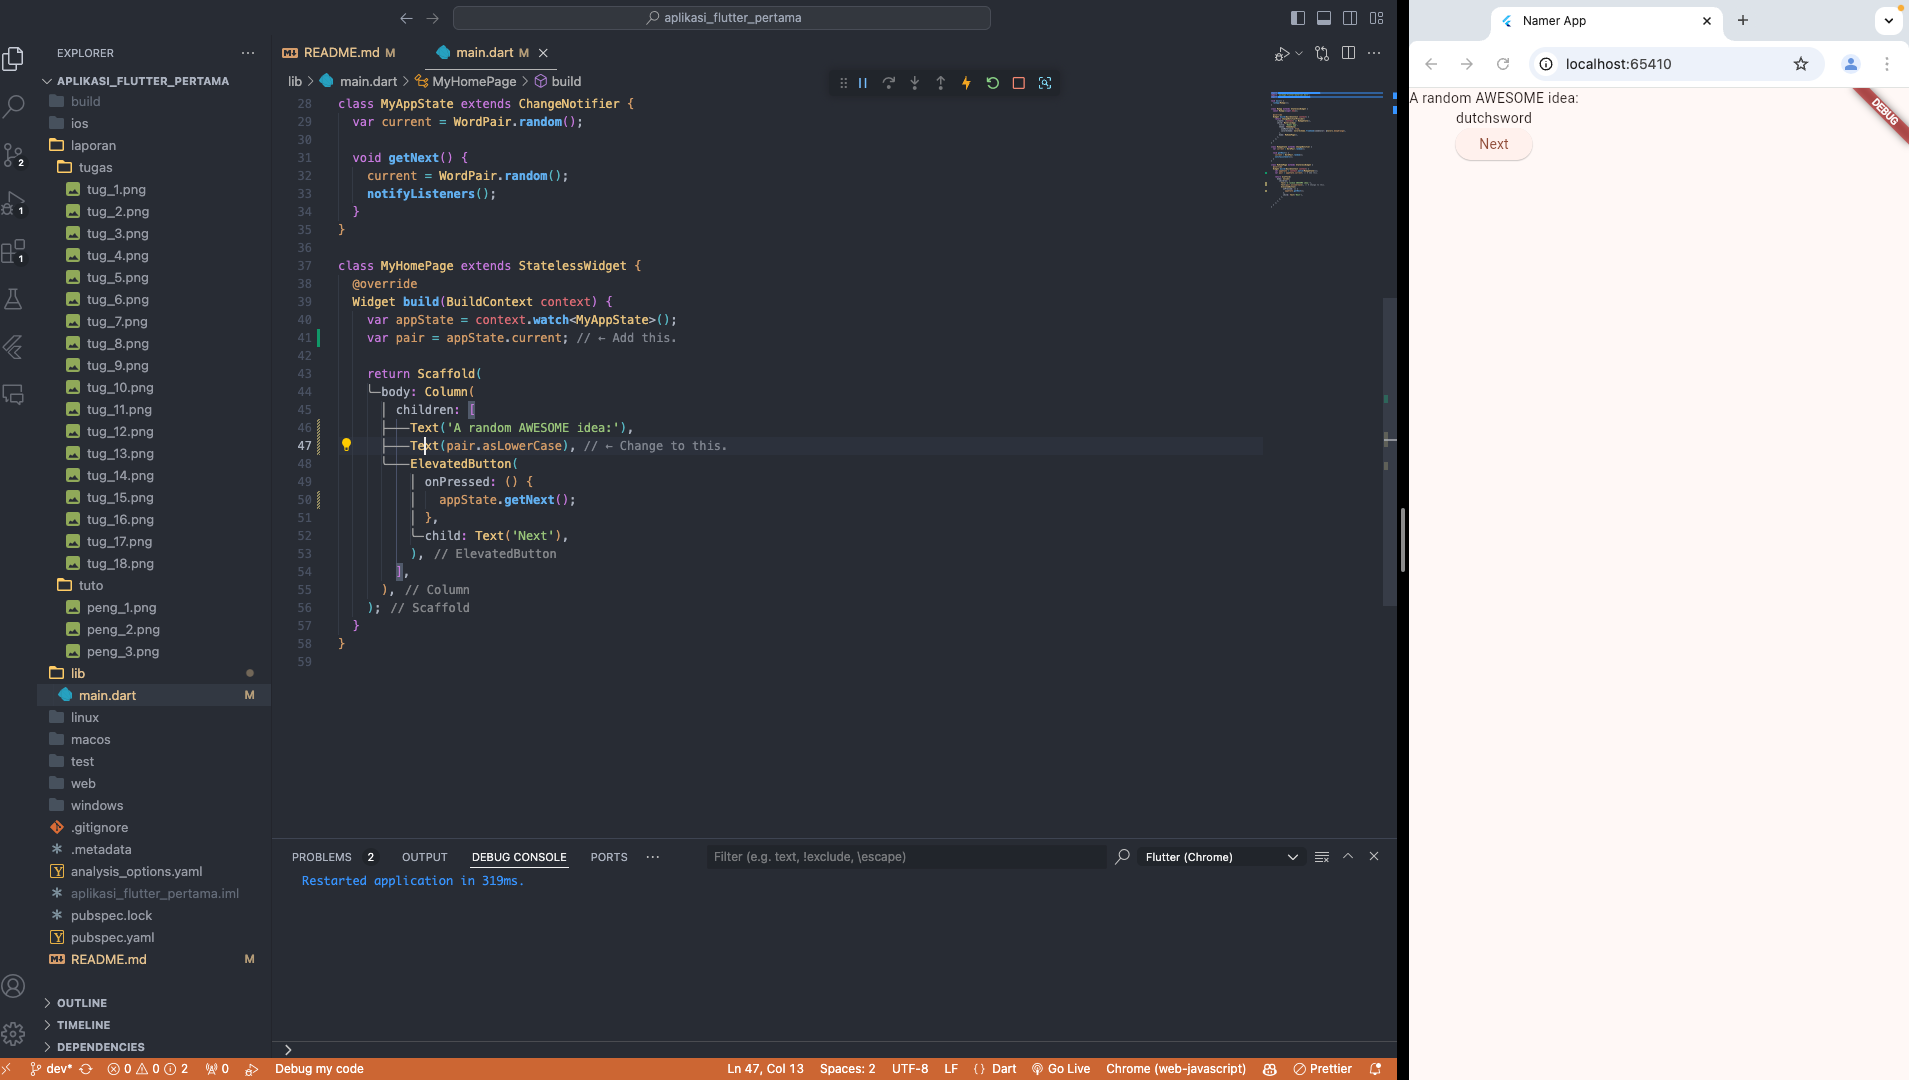 aplikasi_flutter_pertama
Namer App
localhost:65410
EXPLORER
README.md M
main.dart M
lib > main.dart > MyHomePage > build
APLIKASI_FLUTTER_PERTAMA
build
ios
laporan
tugas
tug_1.png
tug_2.png
tug_3.png
tug_4.png
tug_5.png
tug_6.png
tug_7.png
tug_8.png
tug_9.png
tug_10.png
tug_11.png
tug_12.png
tug_13.png
tug_14.png
tug_15.png
tug_16.png
tug_17.png
tug_18.png
tuto
peng_1.png
peng_2.png
peng_3.png
lib
main.dart M
linux
macos
test
web
windows
.gitignore
.metadata
analysis_options.yaml
aplikasi_flutter_pertama.iml
pubspec.lock
pubspec.yaml
README.md M
OUTLINE
TIMELINE
DEPENDENCIES
2
1
1
28 class MyAppState extends ChangeNotifier {
29 var current = WordPair.random();
30
31 void getNext() {
32 current = WordPair.random();
33 notifyListeners();
34 }
35 }
36
37 class MyHomePage extends StatelessWidget {
38 @override
39 Widget build(BuildContext context) {
40 var appState = context.watch<MyAppState>();
41 var pair = appState.current; // ← Add this.
42
43 return Scaffold(
44 body: Column(
45 children: [
46 Text('A random AWESOME idea:'),
47 Text(pair.asLowerCase), // ← Change to this.
48 ElevatedButton(
49 onPressed: () {
50 appState.getNext();
51 },
52 child: Text('Next'),
53 ), // ElevatedButton
54 ],
55 ), // Column
56 ); // Scaffold
57 }
58 }
59
PROBLEMS 2 OUTPUT DEBUG CONSOLE PORTS
Filter (e.g. text, !exclude, \escape)
Flutter (Chrome)
Restarted application in 319ms.
dev* 0 0 2 0 Debug my code
Ln 47, Col 13 Spaces: 2 UTF-8 LF {} Dart Go Live Chrome (web-javascript) Prettier
A random AWESOME idea:
dutchsword
Next
DEBUG